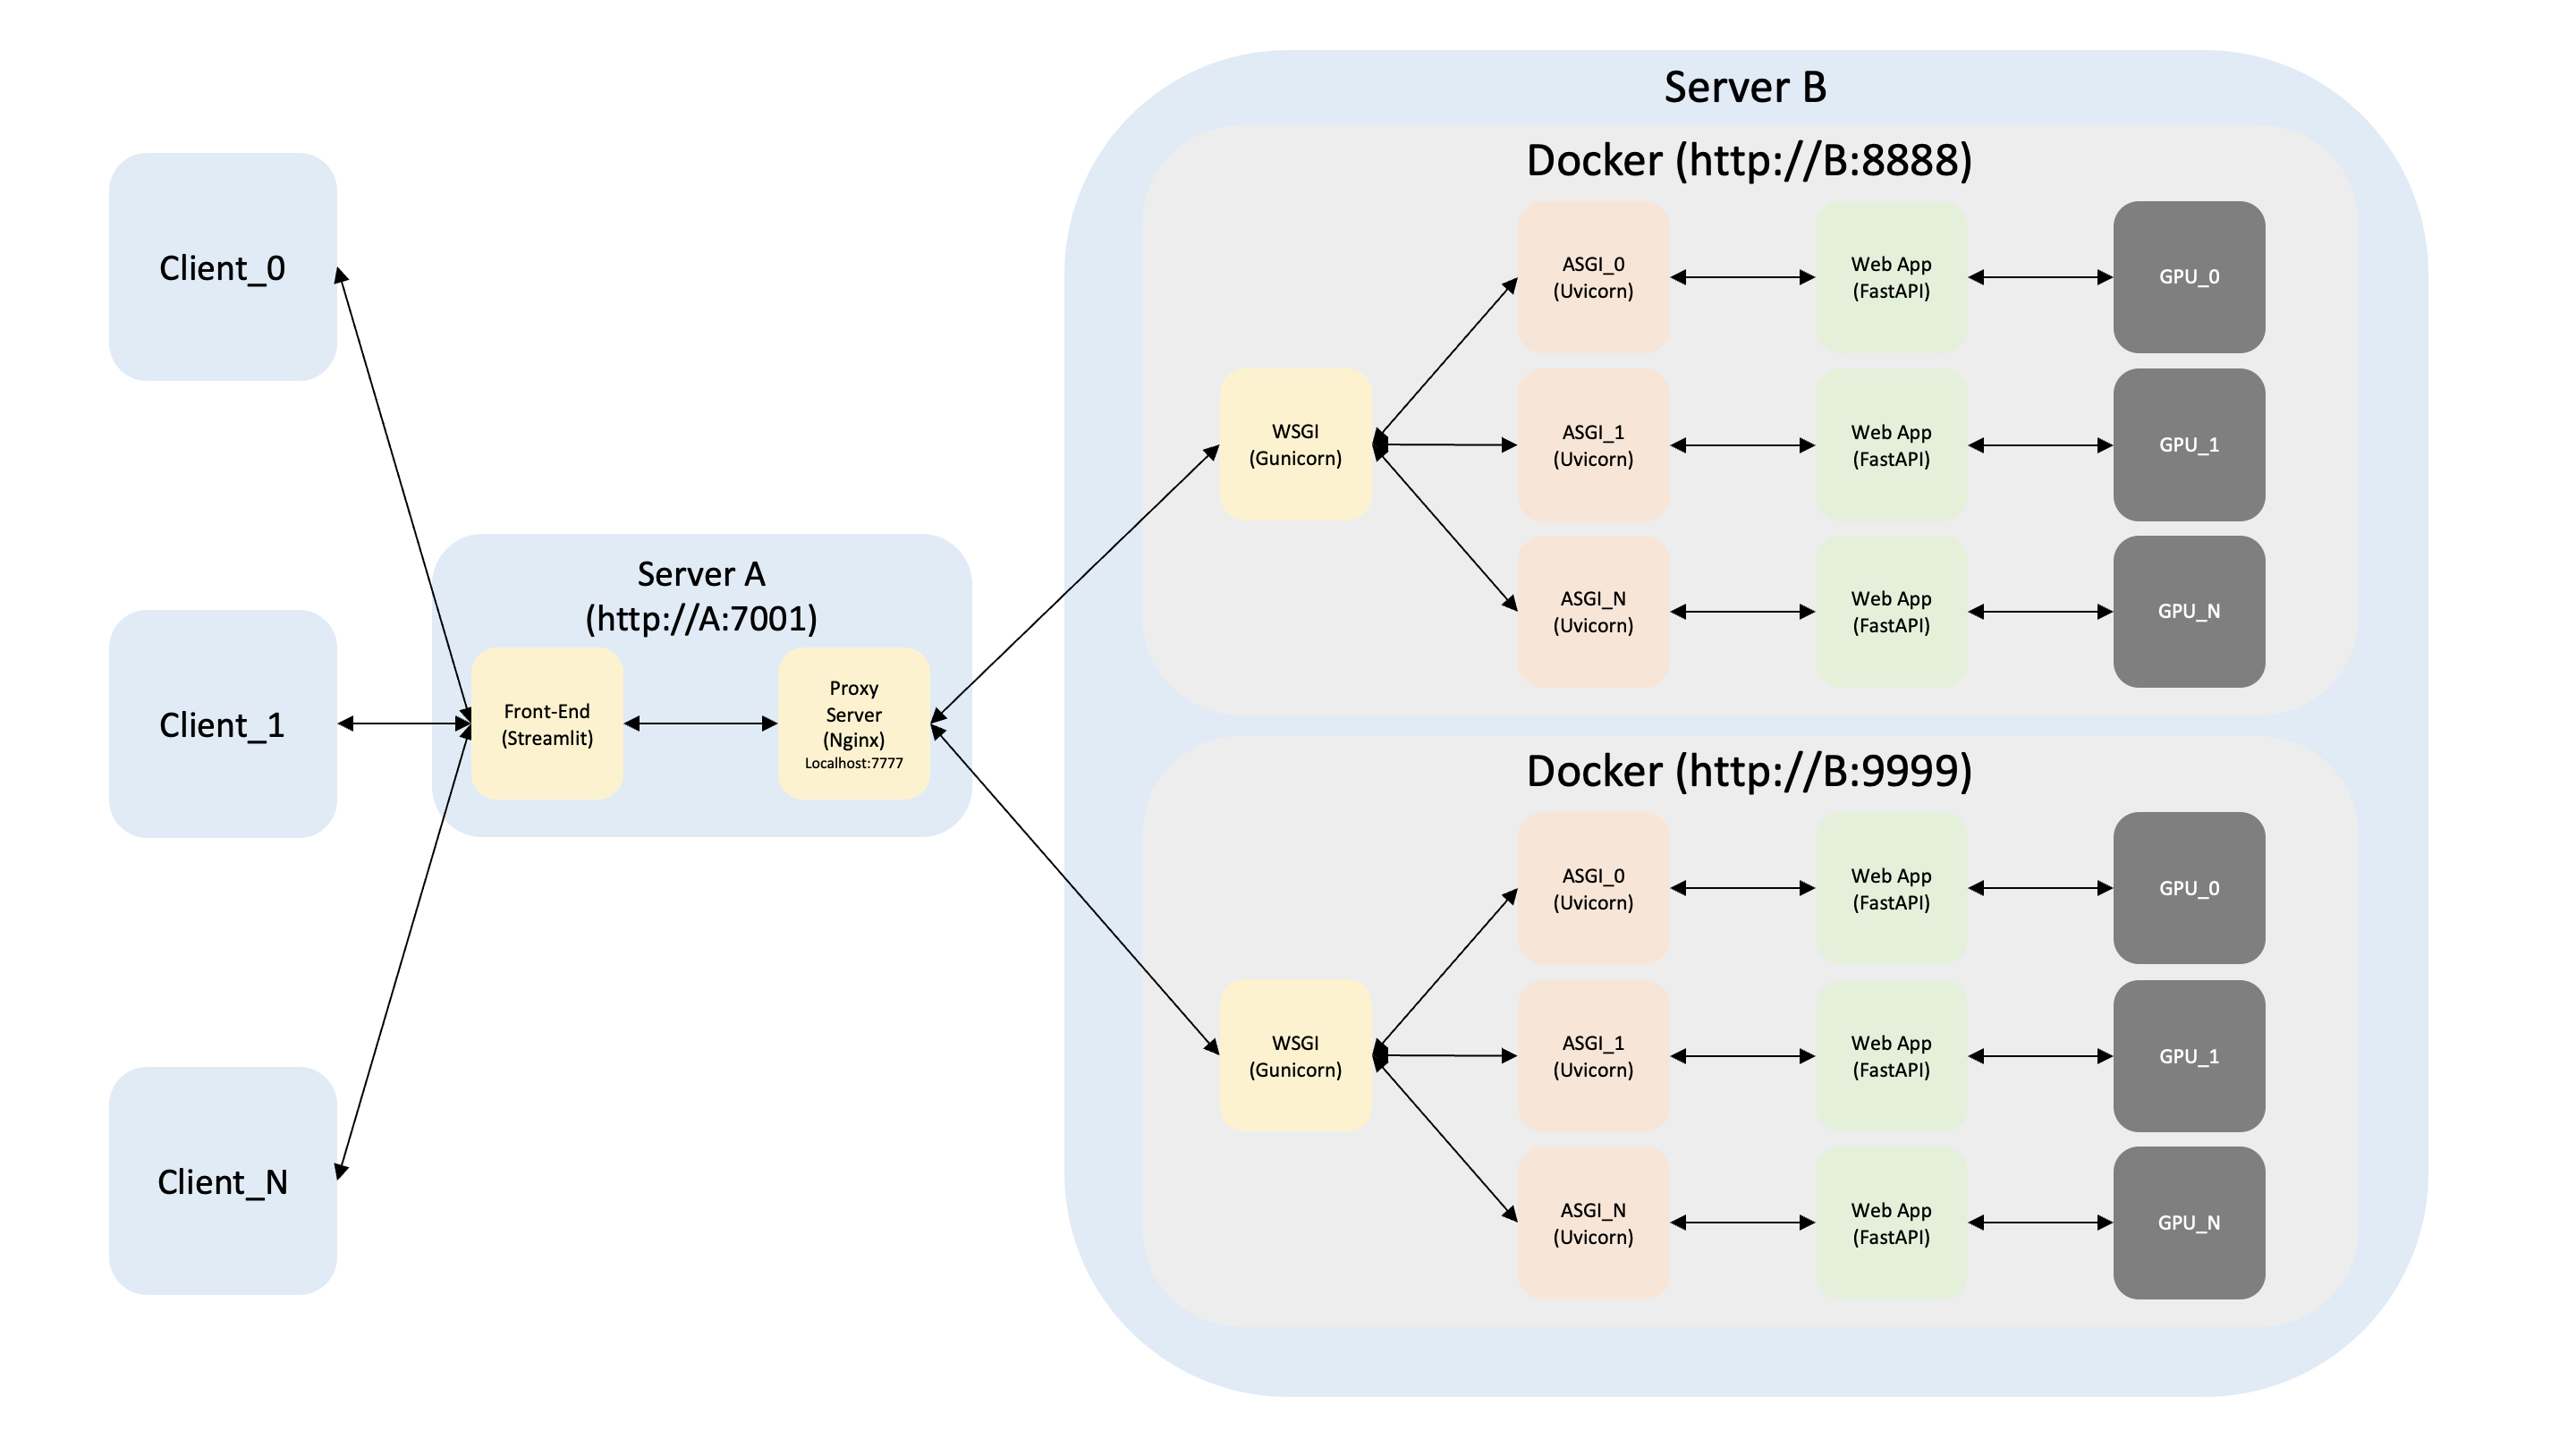 Client_0
Client_1
Client_N
Server A
(http://A:7001)
Front-End
(Streamlit)
Proxy
Server
(Nginx)
Localhost:7777
Server B
Docker (http://B:8888)
WSGI
(Gunicorn)
ASGI_0
(Uvicorn)
Web App
(FastAPI)
GPU_0
ASGI_1
(Uvicorn)
Web App
(FastAPI)
GPU_1
ASGI_N
(Uvicorn)
Web App
(FastAPI)
GPU_N
Docker (http://B:9999)
WSGI
(Gunicorn)
ASGI_0
(Uvicorn)
Web App
(FastAPI)
GPU_0
ASGI_1
(Uvicorn)
Web App
(FastAPI)
GPU_1
ASGI_N
(Uvicorn)
Web App
(FastAPI)
GPU_N